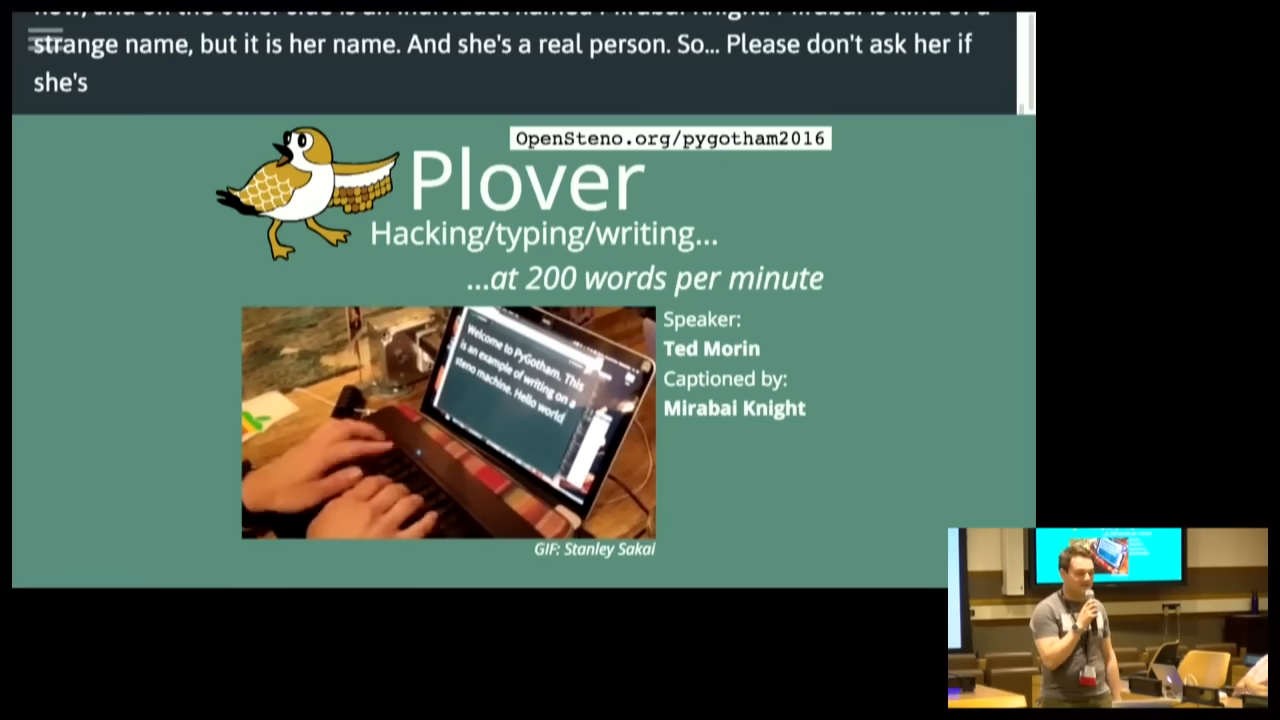 strange name, but it is her name. And she's a real person. So... Please don't ask her if
she's
OpenSteno.org/pygotham2016
Plover
Hacking/typing/writing...
...at 200 words per minute
Welcome to PyGotham. This
is an example of writing on a
steno machine. Hello world
Speaker:
Ted Morin
Captioned by:
Mirabai Knight
GIF: Stanley Sakai